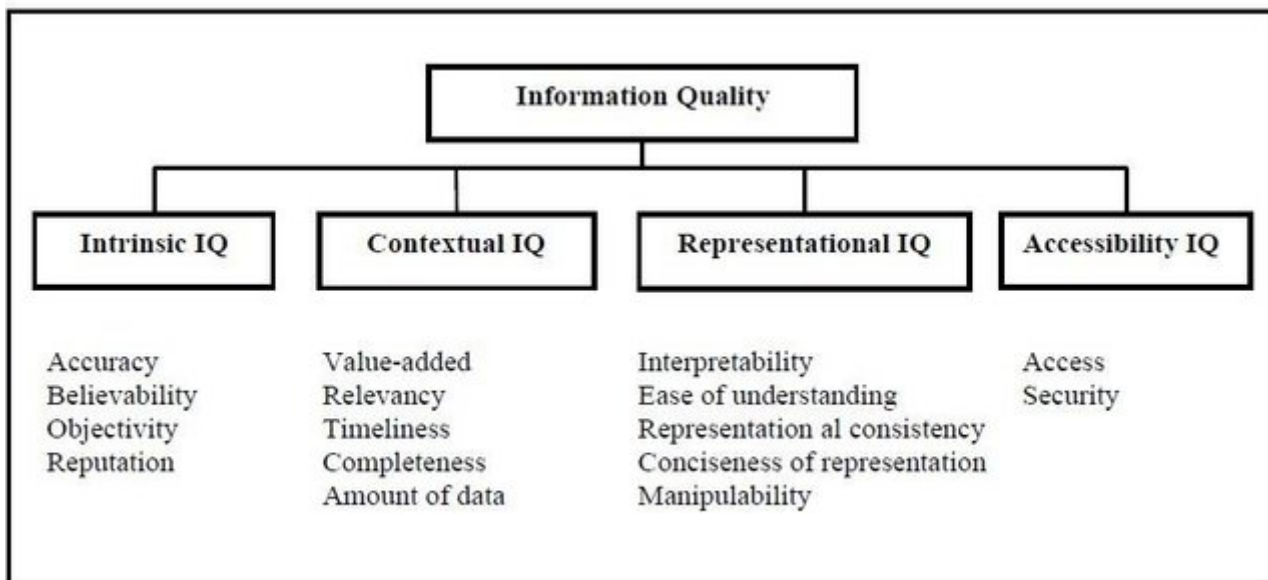 Information Quality
Intrinsic IQ
Contextual IQ
Representational IQ
Accessibility IQ
Accuracy
Believability
Objectivity
Reputation
Value-added
Relevancy
Timeliness
Completeness
Amount of data
Interpretability
Ease of understanding
Representation al consistency
Conciseness of representation
Manipulability
Access
Security